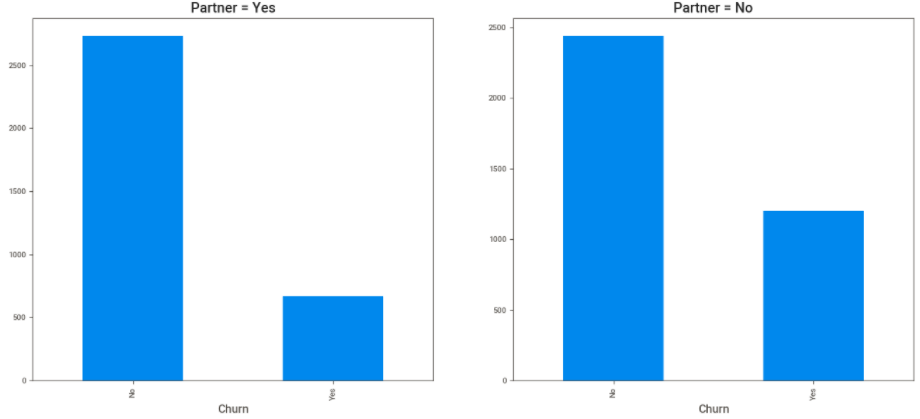 Partner = Yes
2500
2000
1500
1000
500
0
No
Yes
Churn
Partner = No
2500
2000
1500
1000
500
0
No
Yes
Churn